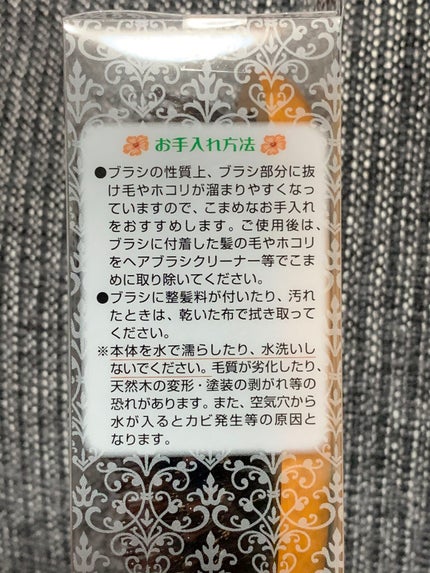 お手入れ方法
●ブラシの性質上、ブラシ部分に抜
け毛やホコリが溜まりやすくなっ
ていますので、こまめなお手入れ
をおすすめします。ご使用後は、
ブラシに付着した髪の毛やホコリ
をヘアブラシクリーナー等でこま
めに取り除いてください。
●ブラシに整髪料が付いたり、汚れ
たときは、乾いた布で拭き取って
ください。
※本体を水で濡らしたり、水洗いし
ないでください。毛質が劣化したり、
天然木の変形・塗装の剥がれ等の
恐れがあります。また、空気穴から
水が入るとカビ発生等の原因と
なります。